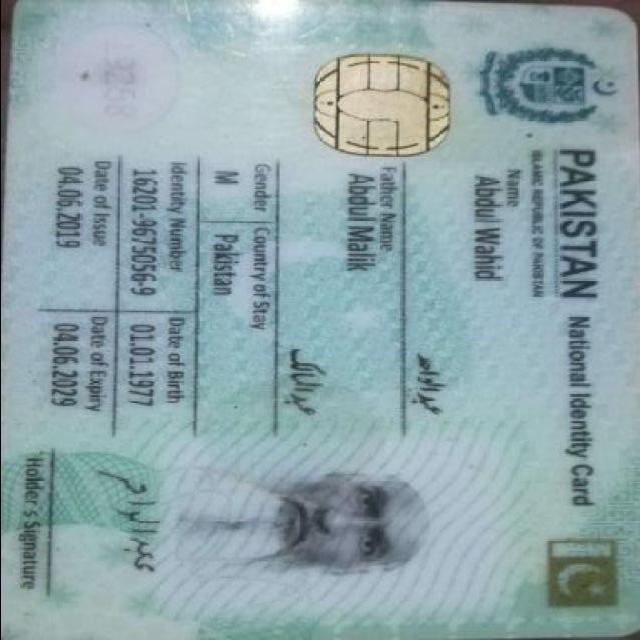 PAKISTAN National Identity Card
ISLAMIC REPUBLIC OF PAKISTAN
Name
Abdul Wahid
عبدالواحد
Father Name
Abdul Malik
Gender Country of Stay
M Pakistan
Identity Number Date of Birth
16201-9675056-9 01.01.1977
Date of Issue Date of Expiry
04.06.2019 04.06.2029
Holder's Signature